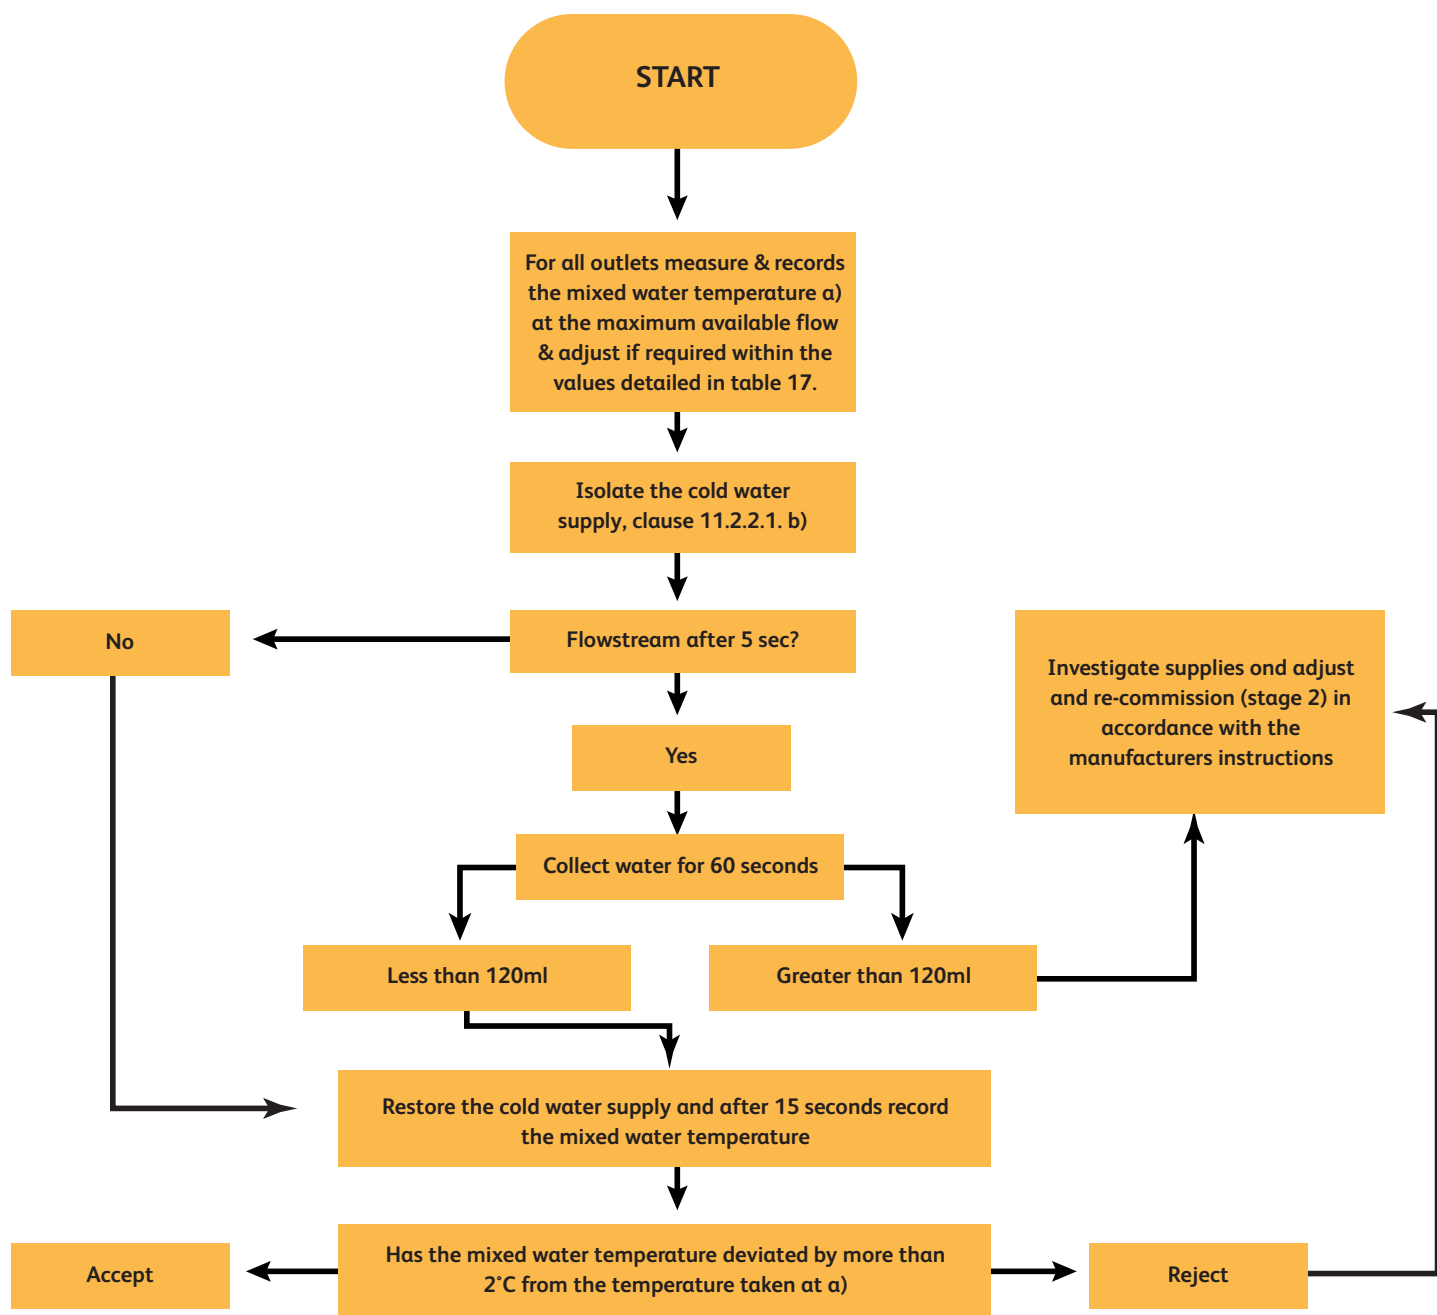 START
For all outlets measure & records
the mixed water temperature a)
at the maximum available flow
& adjust if required within the
values detailed in table 17.
Isolate the cold water
supply, clause 11.2.2.1. b)
No
Flowstream after 5 sec?
Investigate supplies ond adjust
and re-commission (stage 2) in
accordance with the
manufacturers instructions
Yes
Collect water for 60 seconds
Less than 120ml
Greater than 120ml
Restore the cold water supply and after 15 seconds record
the mixed water temperature
Has the mixed water temperature deviated by more than
2°C from the temperature taken at a)
Accept
Reject